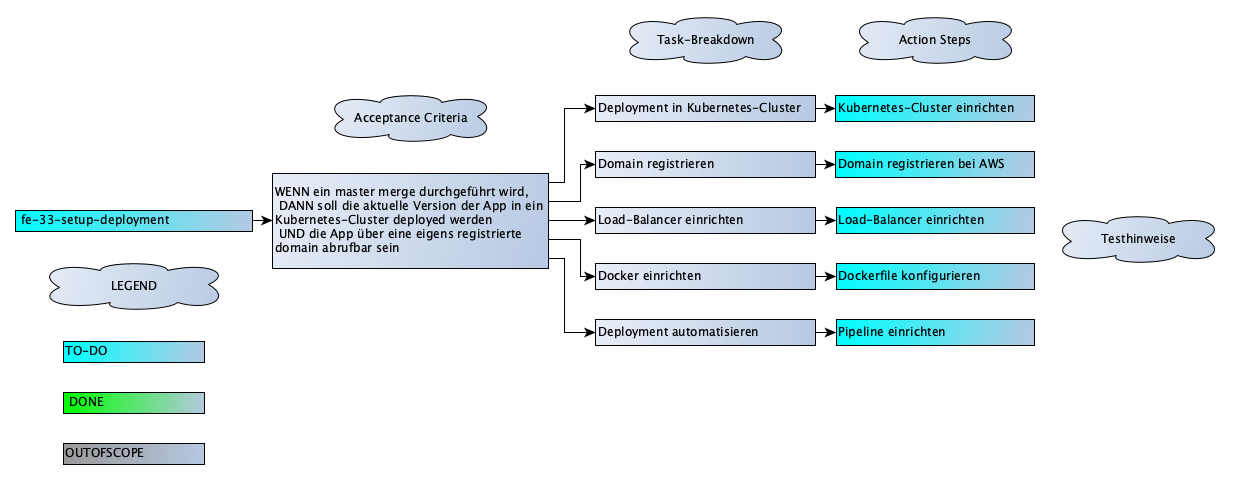 Task-Breakdown
Action Steps
Acceptance Criteria
Deployment in Kubernetes-Cluster
Kubernetes-Cluster einrichten
Domain registrieren
Domain registrieren bei AWS
fe-33-setup-deployment
WENN ein master merge durchgeführt wird,
DANN soll die aktuelle Version der App in ein
Kubernetes-Cluster deployed werden
UND die App über eine eigens registrierte
domain abrufbar sein
Load-Balancer einrichten
Load-Balancer einrichten
Testhinweise
Docker einrichten
Dockerfile konfigurieren
Deployment automatisieren
Pipeline einrichten
LEGEND
TO-DO
DONE
OUTOFSCOPE